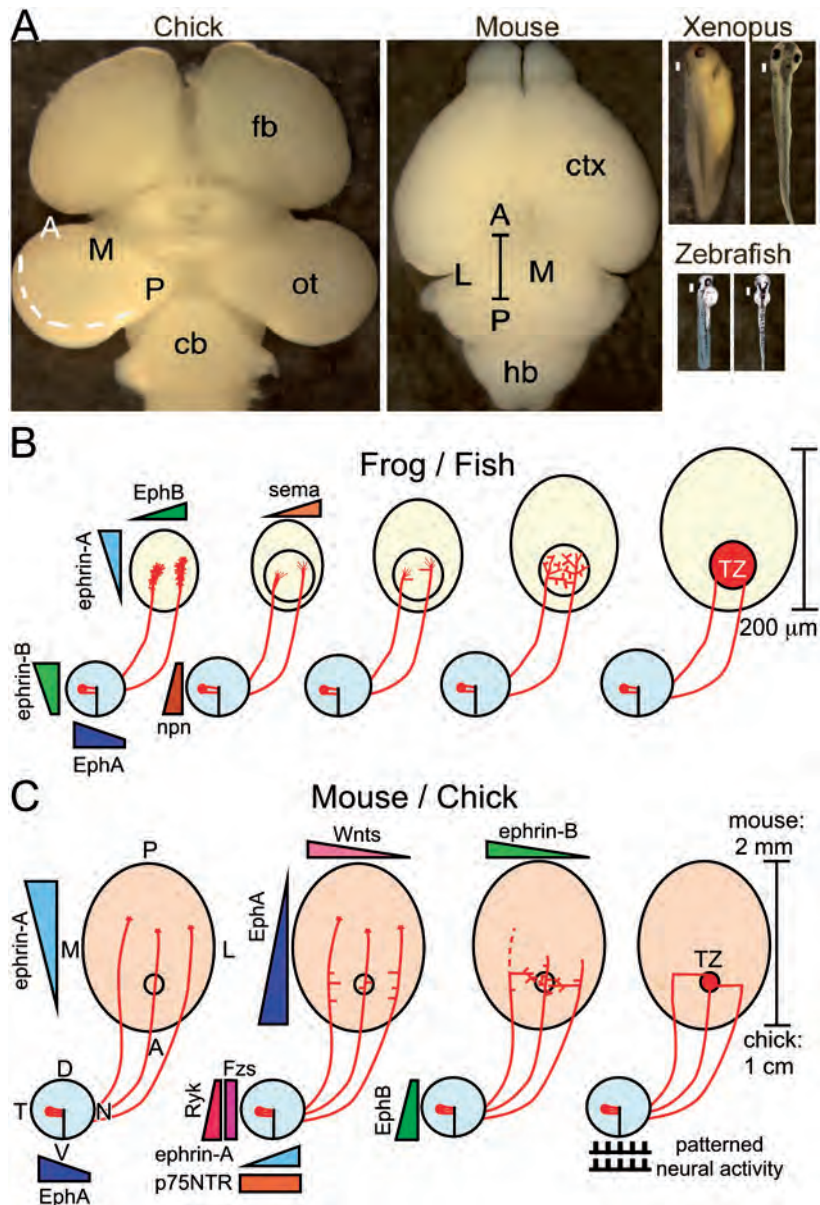 A
Chick
Mouse
Xenopus
fb
A
M
P
ot
cb
ctx
A
L
M
P
hb
Zebrafish
B
Frog / Fish
EphB
sema
ephrin-A
TZ
200 μm
ephrin-B
npn
EphA
C
Mouse / Chick
P
Wnts
ephrin-B
mouse:
2 mm
ephrin-A
M
L
EphA
TZ
A
chick:
1 cm
D
T
N
V
EphA
Ryk
Fzs
ephrin-A
p75NTR
EphB
patterned
neural activity